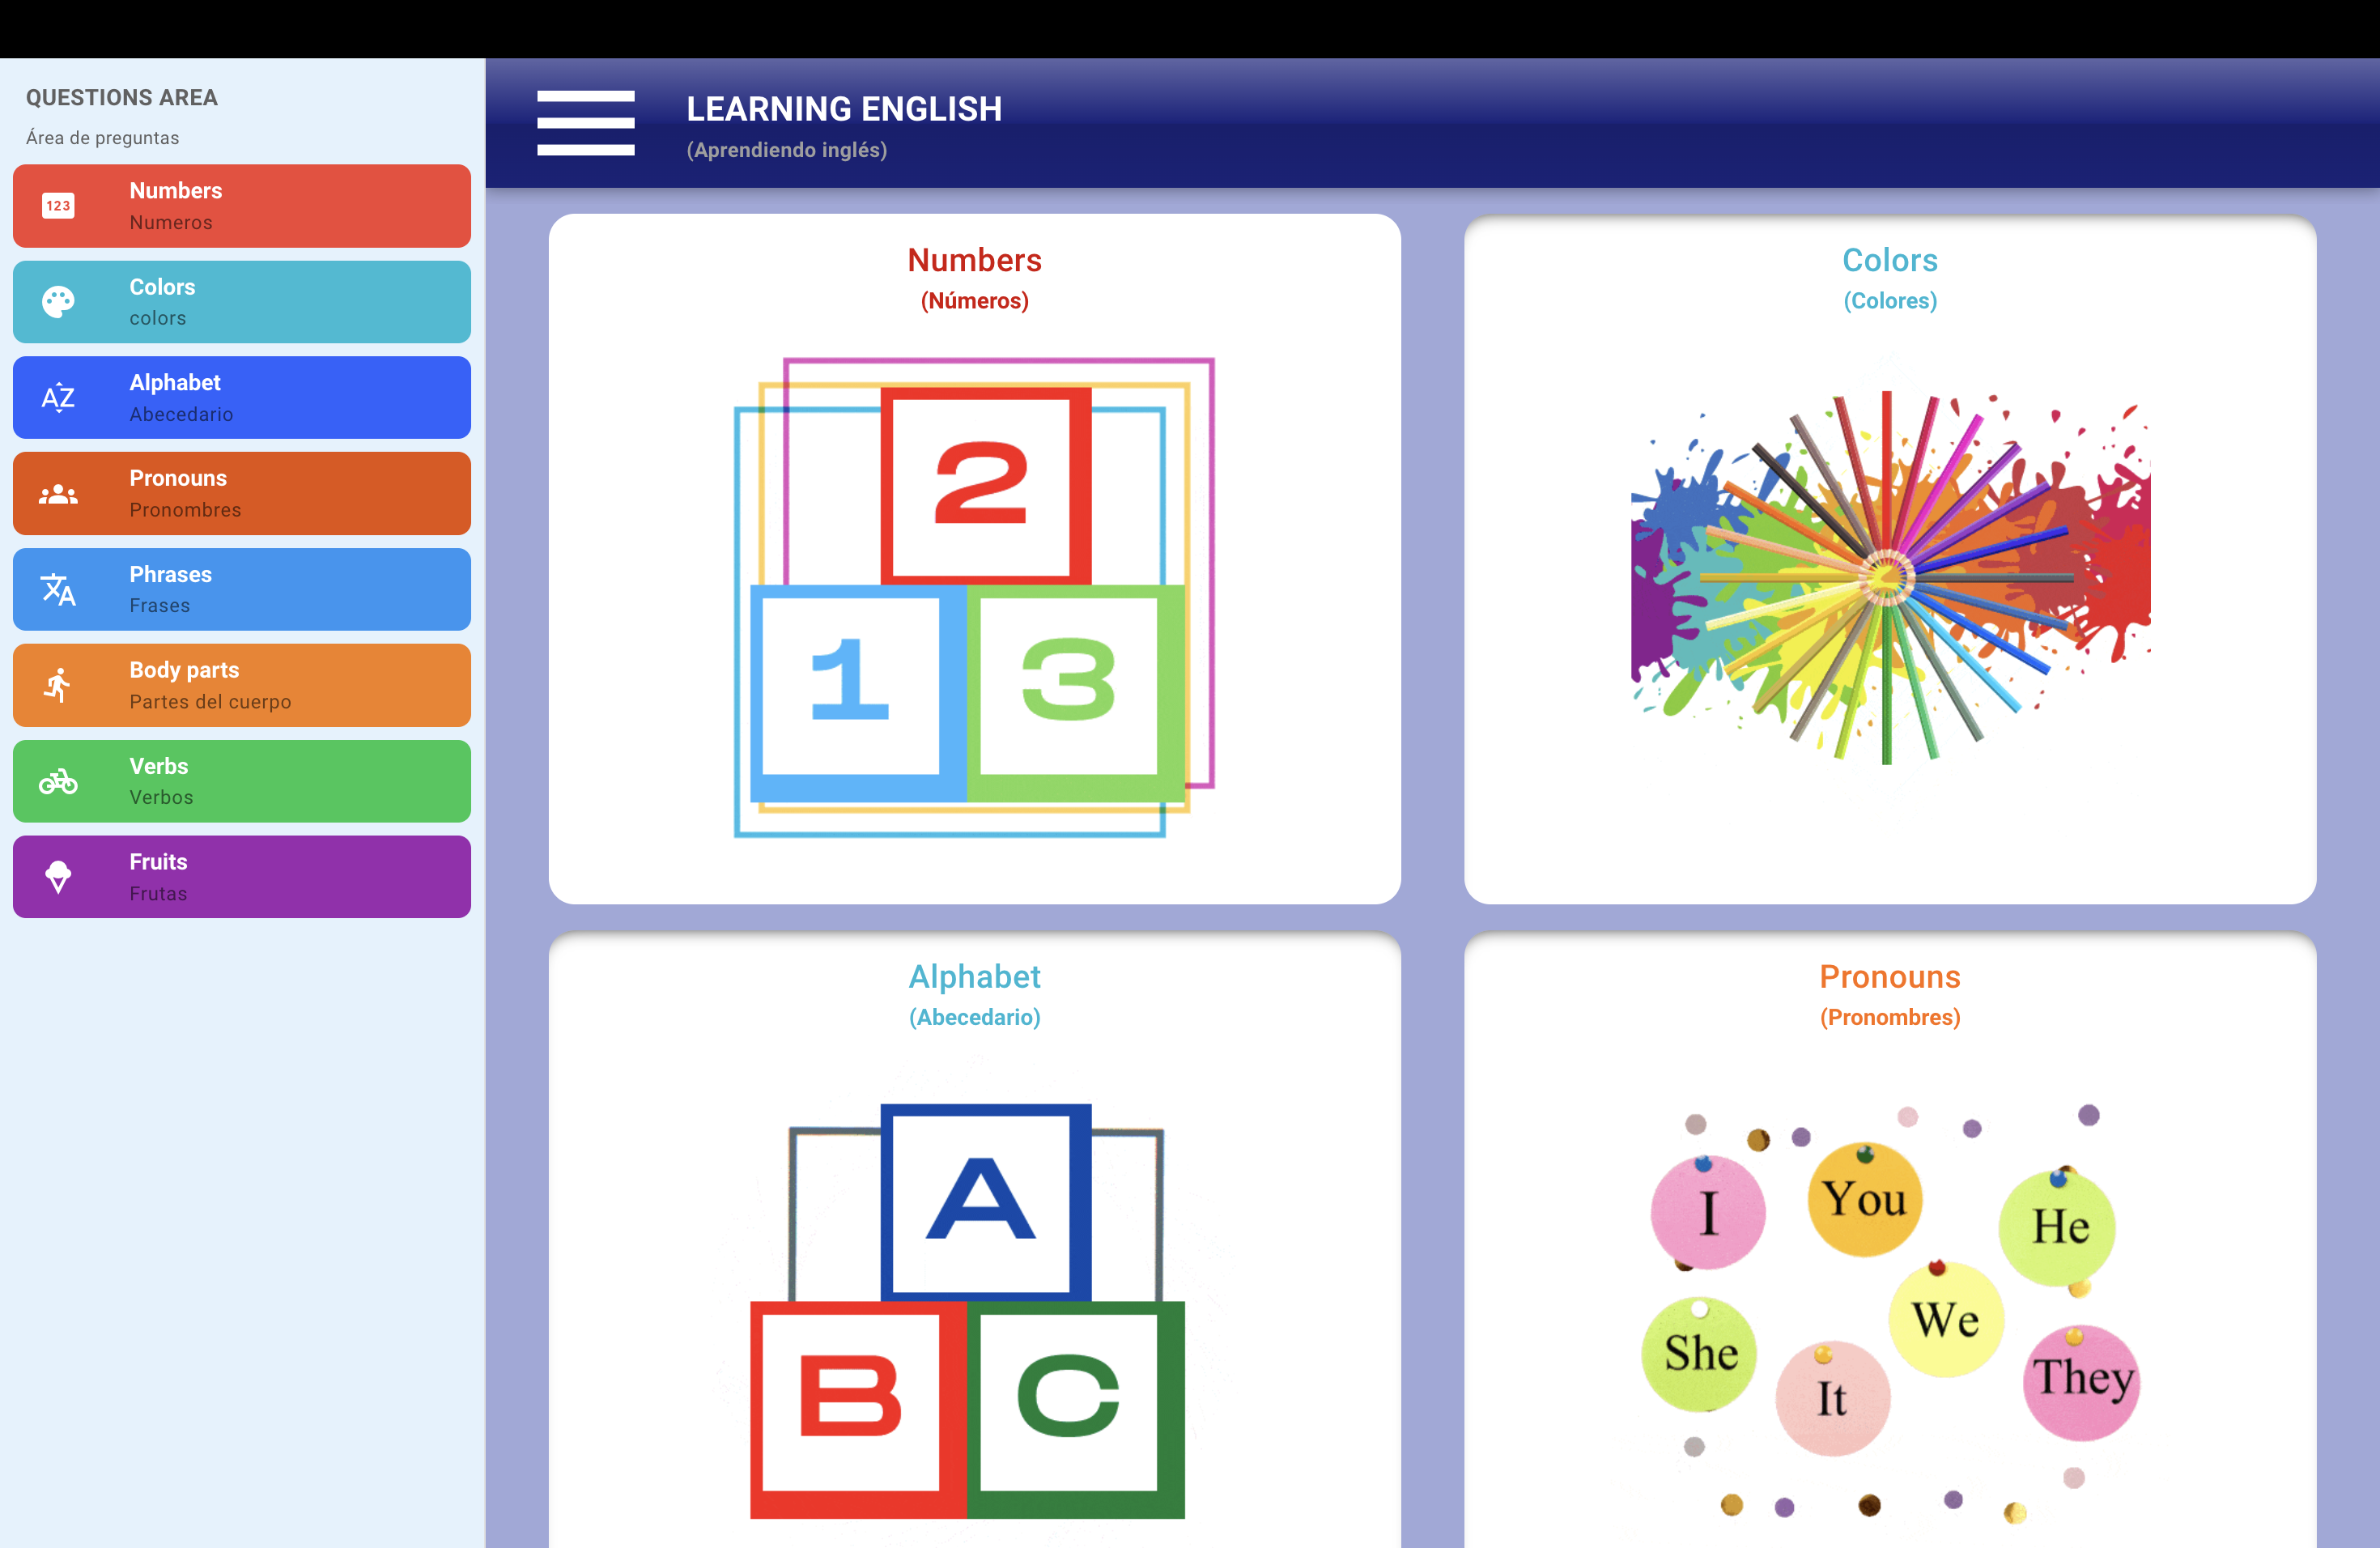 QUESTIONS AREA
Área de preguntas
123
Numbers
Numeros
Colors
colors
AZ
Alphabet
Abecedario
Pronouns
Pronombres
Phrases
Frases
Body parts
Partes del cuerpo
Verbs
Verbos
Fruits
Frutas
LEARNING ENGLISH
(Aprendiendo inglés)
Numbers
(Números)
2
1 3
Colors
(Colores)
Alphabet
(Abecedario)
A
B C
Pronouns
(Pronombres)
I You He
We
She It They